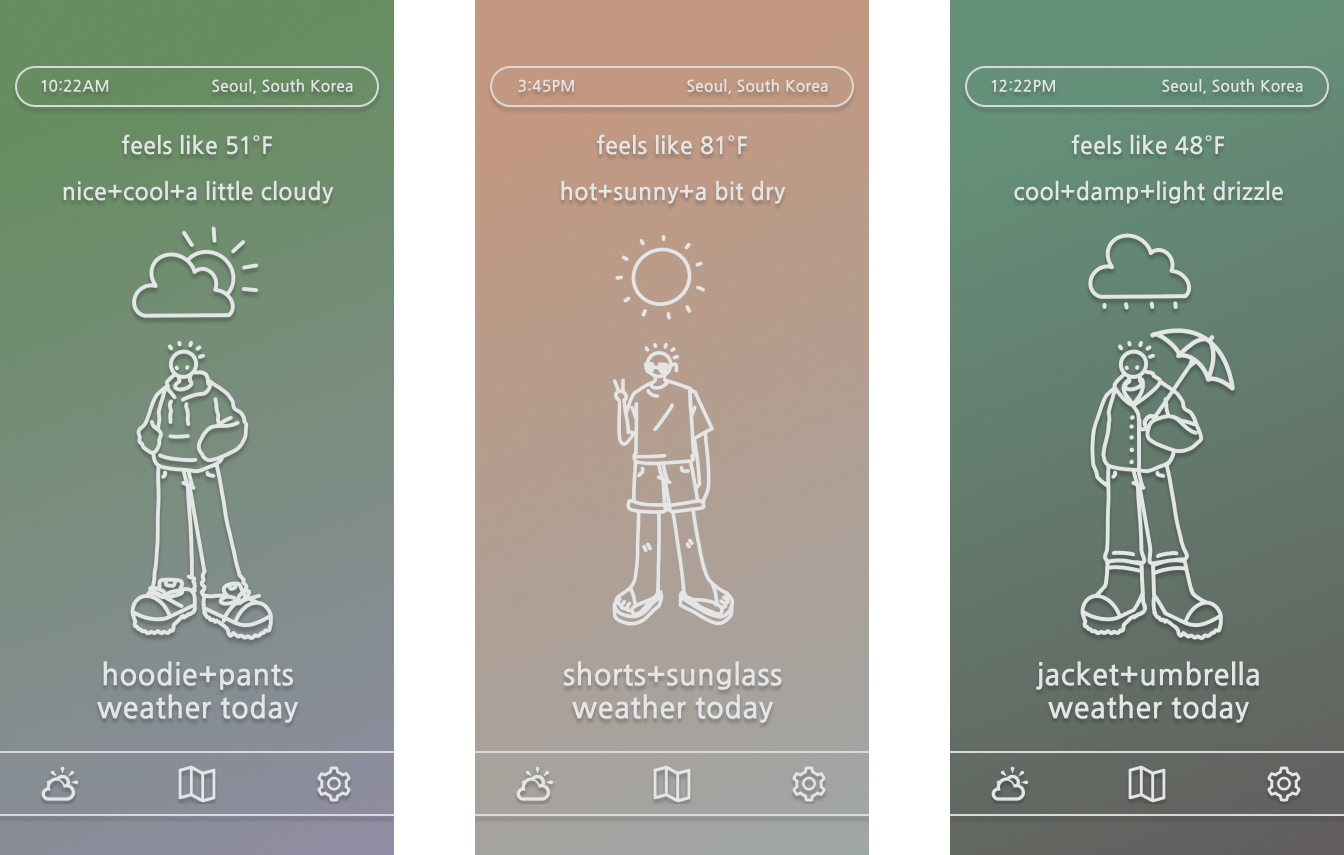 10:22AM Seoul, South Korea
feels like 51°F
nice+cool+a little cloudy
hoodie+pants
weather today
3:45PM Seoul, South Korea
feels like 81°F
hot+sunny+a bit dry
shorts+sunglass
weather today
12:22PM Seoul, South Korea
feels like 48°F
cool+damp+light drizzle
jacket+umbrella
weather today